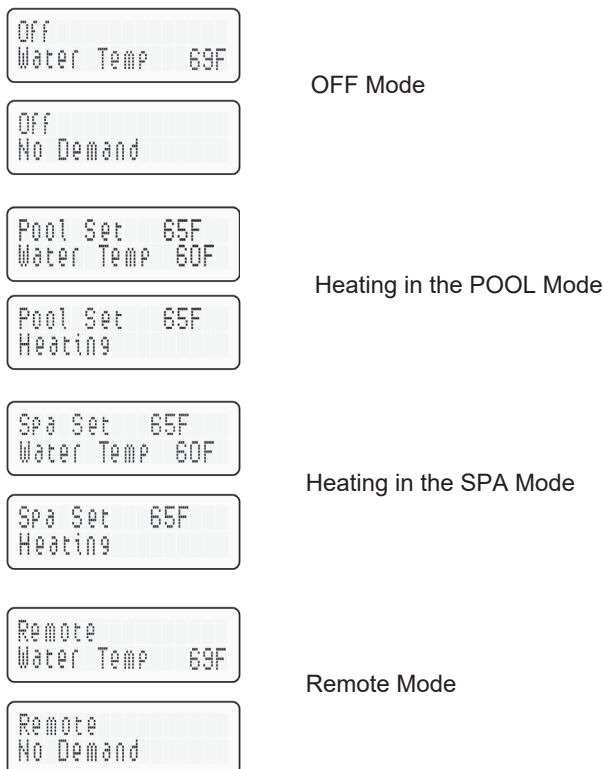 Off
Water Temp 69F
OFF Mode
Off
No Demand
Pool Set 65F
Water Temp 60F
Heating in the POOL Mode
Pool Set 65F
Heating
Spa Set 65F
Water Temp 60F
Heating in the SPA Mode
Spa Set 65F
Heating
Remote
Water Temp 69F
Remote Mode
Remote
No Demand